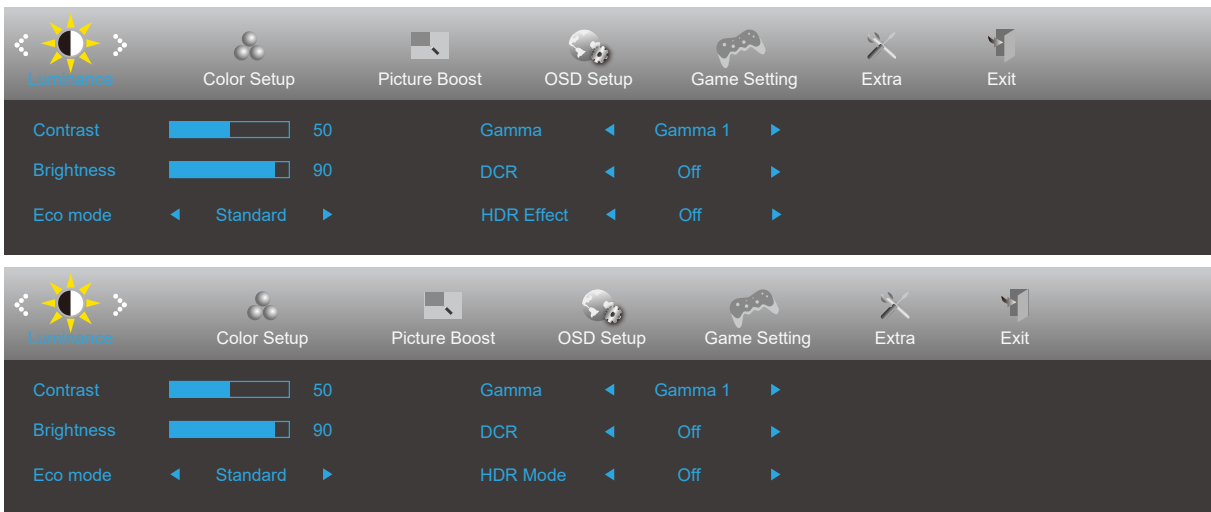 Luminance Color Setup Picture Boost OSD Setup Game Setting Extra Exit
Contrast 50 Gamma Gamma 1
Brightness 90 DCR Off
Eco mode Standard HDR Effect Off
Luminance Color Setup Picture Boost OSD Setup Game Setting Extra Exit
Contrast 50 Gamma Gamma 1
Brightness 90 DCR Off
Eco mode Standard HDR Mode Off